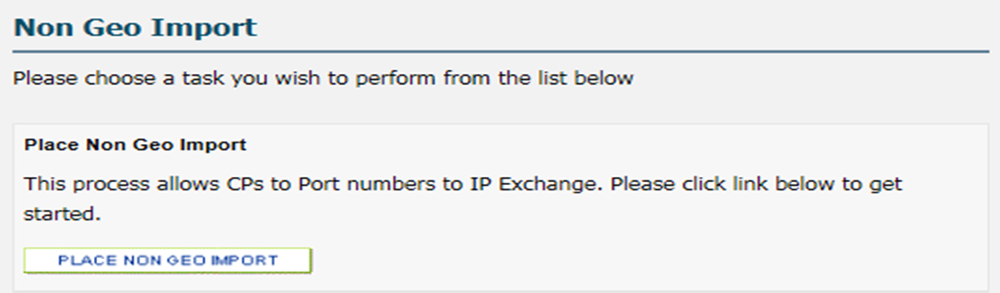 Non Geo Import
Please choose a task you wish to perform from the list below
Place Non Geo Import
This process allows CPs to Port numbers to IP Exchange. Please click link below to get
started.
PLACE NON GEO IMPORT